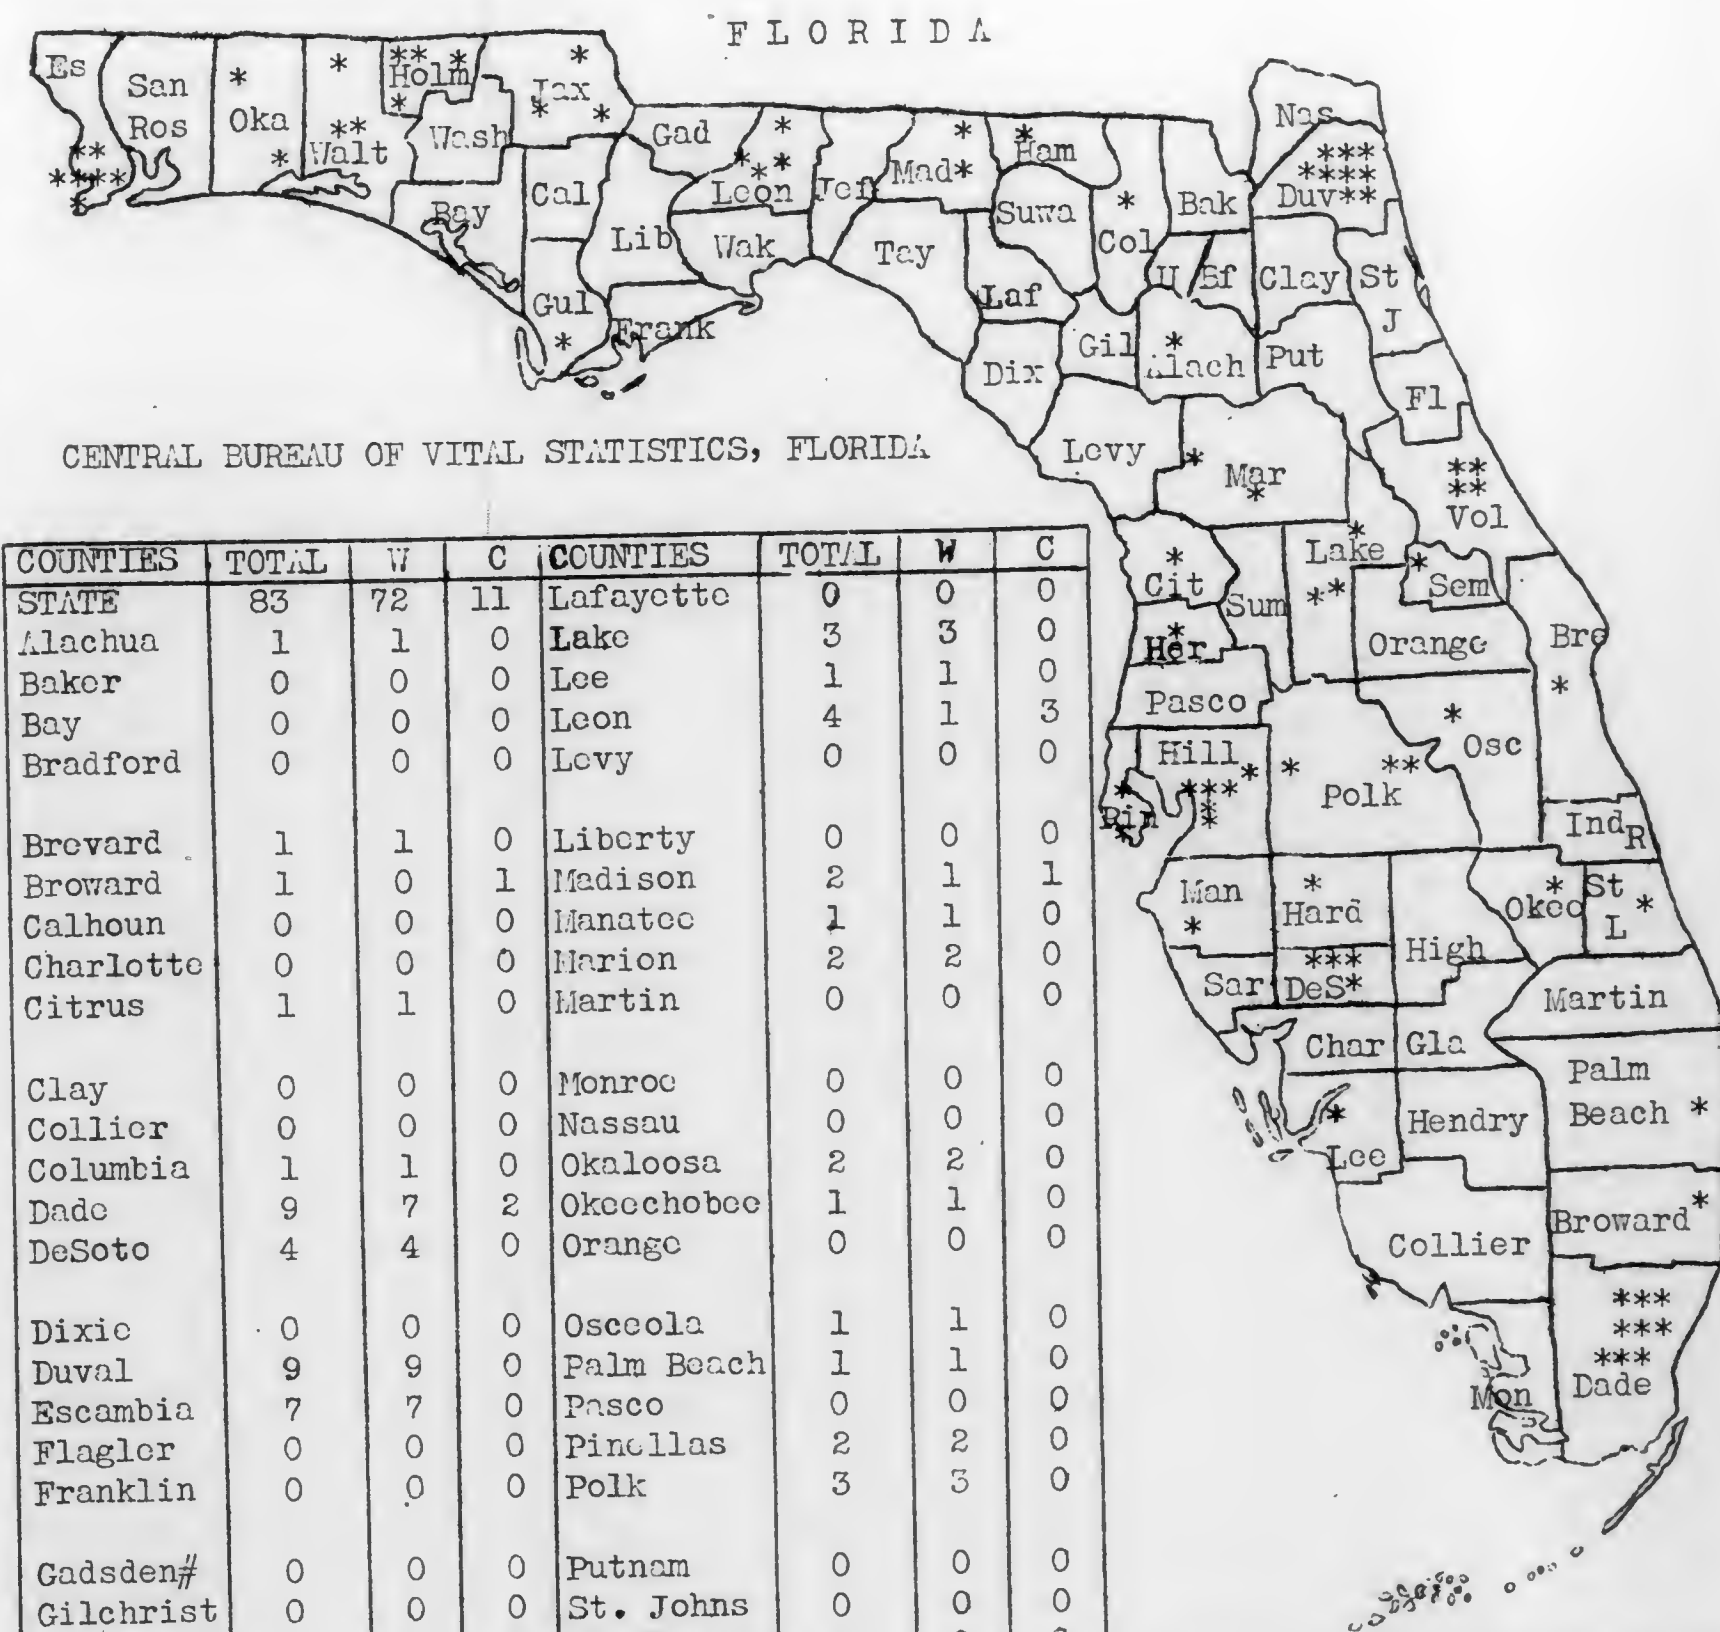 F L O R I D A
Es
San
Ros
*
Oka
*
*
**
Walt
** *
Holm
*
Wash
*
Jax
* *
**
****
*
Bay
Cal
Gul
*
Gad
Lib
Frank
*
* * *
Leon
Wak
Jef
*
Mad*
Tay
*
Ham
Suwa
Laf
Dix
*
Col
Bak
U
Bf
Nas
***
****
Duv**
Clay
St
J
Gil
*
Alach
Put
Fl
Levy
*
Mar
*
**
**
Vol
*
Cit
Sum
*
Lake
**
*
Sem
*
Her
Orange
Bre
*
Pasco
*
Osc
Hill
*
***
*
*
*
Pin
*
* **
Polk
Ind
R
Man
*
*
Hard
High
*
Okee
St
L
*
Sar
***
DeS*
Martin
Char
Gla
Palm
Beach *
*
Lee
Hendry
Collier
Broward*
***
***
***
Dade
Mon
CENTRAL BUREAU OF VITAL STATISTICS, FLORIDA
COUNTIES TOTAL W C COUNTIES TOTAL W C
STATE 83 72 11 Lafayette 0 0 0
Alachua 1 1 0 Lake 3 3 0
Baker 0 0 0 Lee 1 1 0
Bay 0 0 0 Leon 4 1 3
Bradford 0 0 0 Levy 0 0 0
Brevard 1 1 0 Liberty 0 0 0
Broward 1 0 1 Madison 2 1 1
Calhoun 0 0 0 Manatee 1 1 0
Charlotte 0 0 0 Marion 2 2 0
Citrus 1 1 0 Martin 0 0 0
Clay 0 0 0 Monroe 0 0 0
Collier 0 0 0 Nassau 0 0 0
Columbia 1 1 0 Okaloosa 2 2 0
Dade 9 7 2 Okeechobee 1 1 0
DeSoto 4 4 0 Orange 0 0 0
Dixie 0 0 0 Osceola 1 1 0
Duval 9 9 0 Palm Beach 1 1 0
Escambia 7 7 0 Pasco 0 0 0
Flagler 0 0 0 Pinellas 2 2 0
Franklin 0 0 0 Polk 3 3 0
Gadsden# 0 0 0 Putnam 0 0 0
Gilchrist 0 0 0 St. Johns 0 0 0